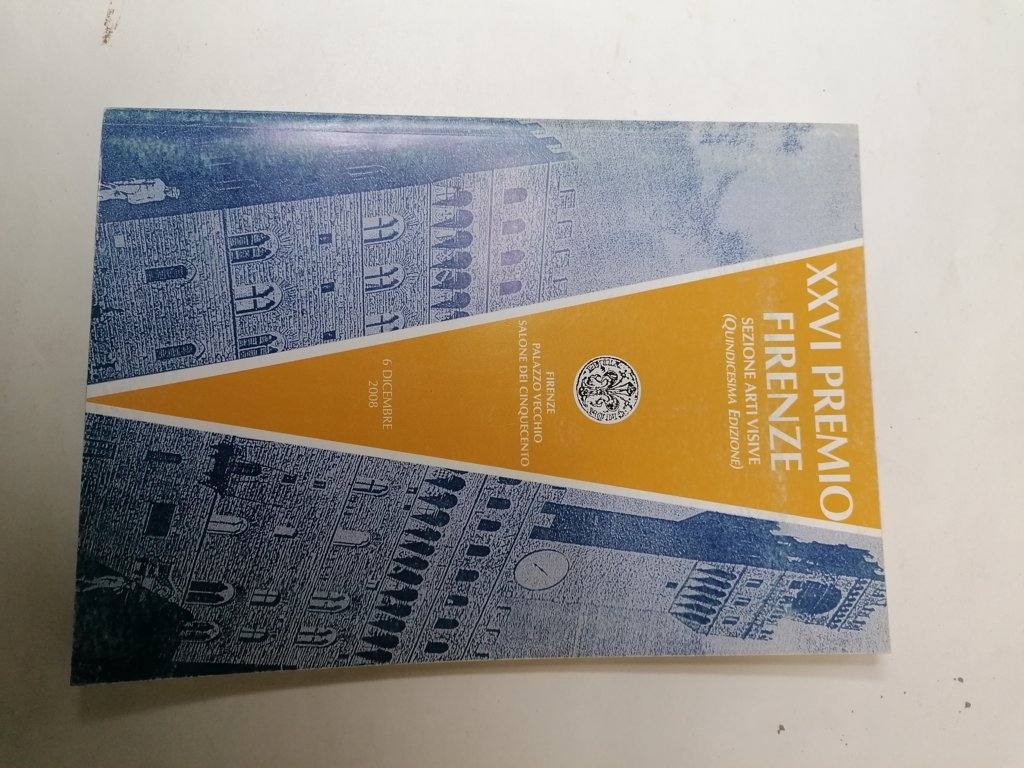 XXVI PREMIO
FIRENZE
SEZIONE ARTI VISIVE
(QUINDICESIMA EDIZIONE)
FIRENZE
PALAZZO VECCHIO
SALONE DEI CINQUECENTO
6 DICEMBRE
2008